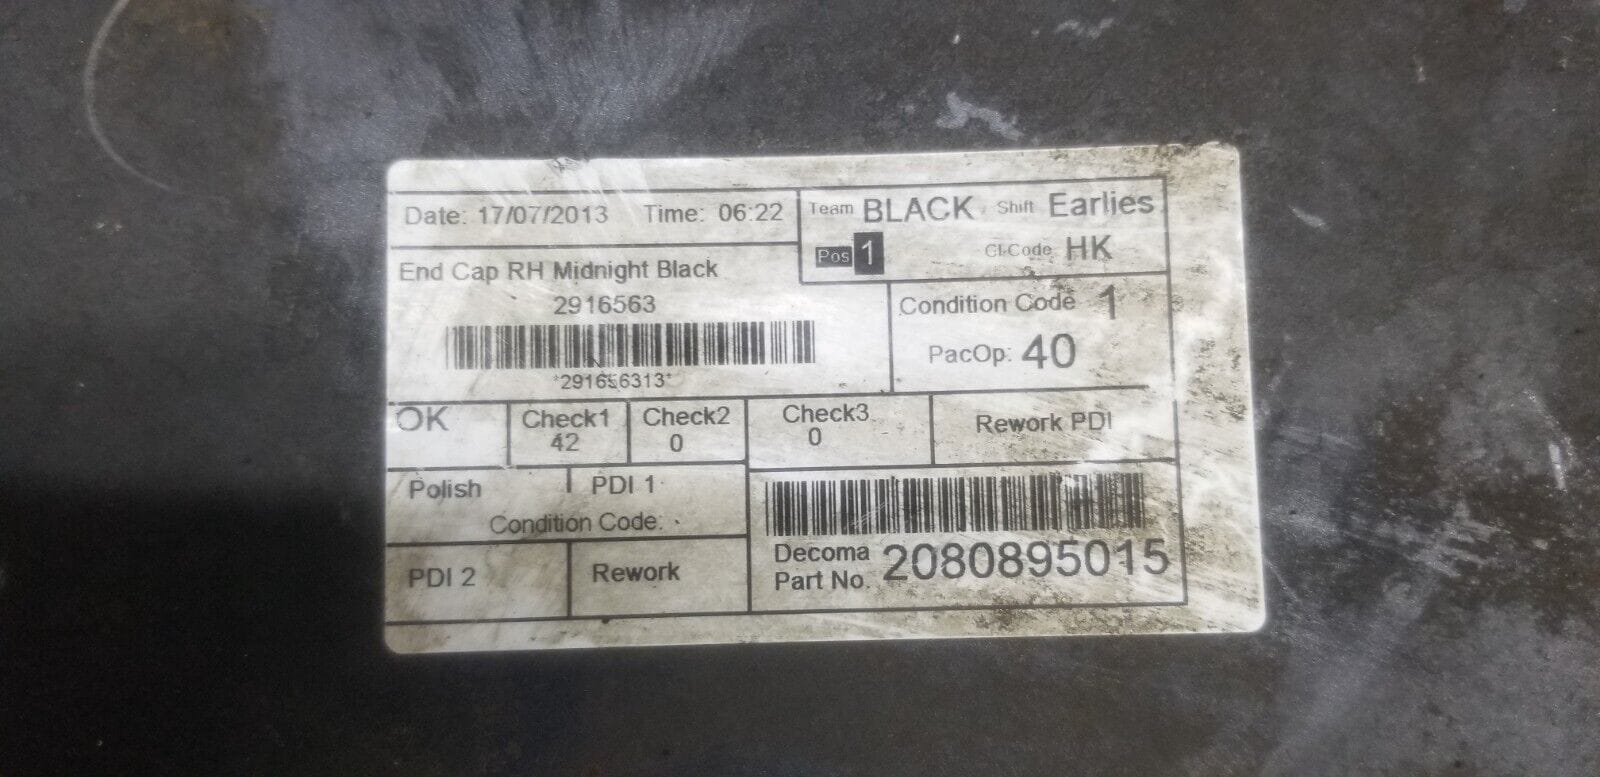 Date: 17/07/2013 Time: 06:22
Team BLACK Shift Earlies
Pos 1 Cl-Code HK
End Cap RH Midnight Black
2916563
*291656313*
Condition Code 1
PacOp: 40
OK
Check1
42
Check2
0
Check3
0
Rework PDI
Polish PDI 1
Condition Code:
PDI 2
Rework
Decoma
Part No. 2080895015